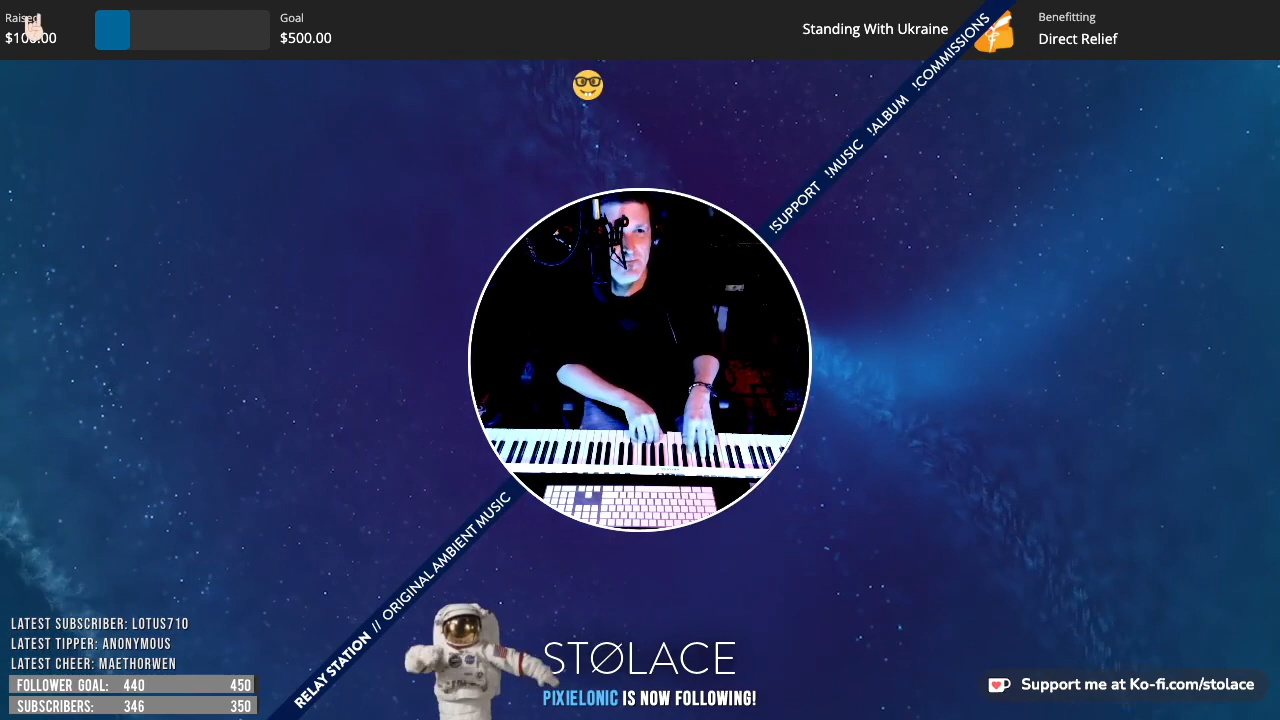 Raised
$100.00
Goal
$500.00
Standing With Ukraine
Benefitting
Direct Relief
!SUPPORT !MUSIC !ALBUM !COMMISSIONS
RELAY STATION // ORIGINAL AMBIENT MUSIC
LATEST SUBSCRIBER: LOTUS710
LATEST TIPPER: ANONYMOUS
LATEST CHEER: MAETHORWEN
FOLLOWER GOAL: 440 450
SUBSCRIBERS: 346 350
STØLACE
PIXIELONIC IS NOW FOLLOWING!
Support me at Ko-fi.com/stolace